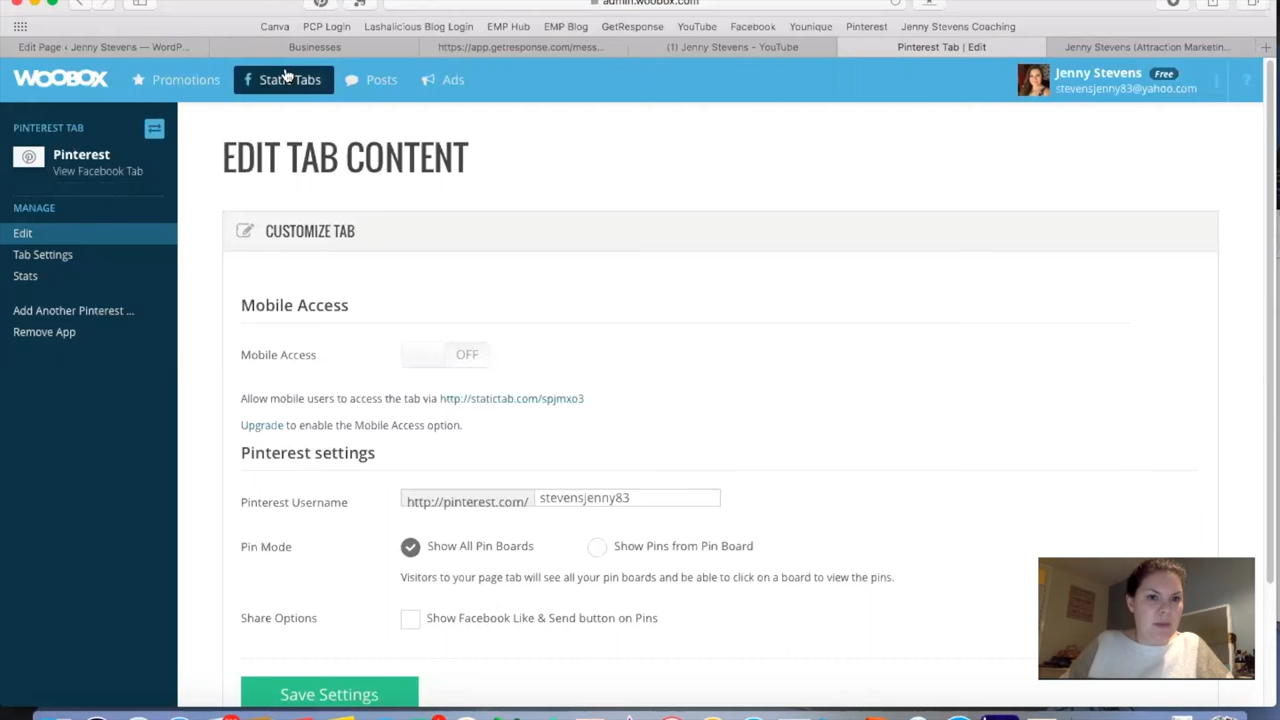 admin.woobox.com
Canva PCP Login Lashalicious Blog Login EMP Hub EMP Blog GetResponse YouTube Facebook Younique Pinterest Jenny Stevens Coaching
Edit Page ‹ Jenny Stevens — WordP... Businesses https://app.getresponse.com/mess... (1) Jenny Stevens - YouTube Pinterest Tab | Edit Jenny Stevens (Attraction Marketin...
WOOBOX Promotions Static Tabs Posts Ads Jenny Stevens Free ?
stevensjenny83@yahoo.com
PINTEREST TAB
Pinterest
View Facebook Tab
MANAGE
Edit
Tab Settings
Stats
Add Another Pinterest ...
Remove App
EDIT TAB CONTENT
CUSTOMIZE TAB
Mobile Access
Mobile Access OFF
Allow mobile users to access the tab via http://statictab.com/spjmxo3
Upgrade to enable the Mobile Access option.
Pinterest settings
Pinterest Username http://pinterest.com/ stevensjenny83
Pin Mode Show All Pin Boards Show Pins from Pin Board
Visitors to your page tab will see all your pin boards and be able to click on a board to view the pins.
Share Options Show Facebook Like & Send button on Pins
Save Settings